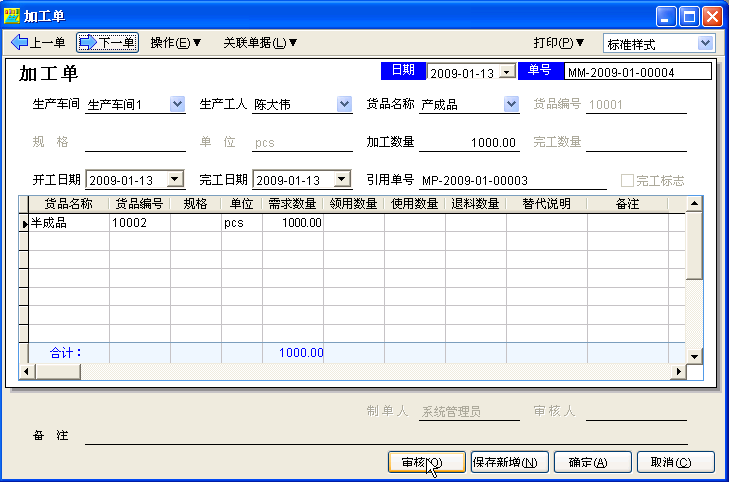 加工单
上一单 下一单 操作(E)▼ 关联单据(L)▼ 打印(P)▼ 标准样式
加工单 日期 2009-01-13 单号 MM-2009-01-00004
生产车间 生产车间1 生产工人 陈大伟 货品名称 产成品 货品编号 10001
规 格 单 位 pcs 加工数量 1000.00 完工数量
开工日期 2009-01-13 完工日期 2009-01-13 引用单号 MP-2009-01-00003 完工标志
货品名称 货品编号 规格 单位 需求数量 领用数量 使用数量 退料数量 替代说明 备注
半成品 10002 pcs 1000.00
合计： 1000.00
制单人 系统管理员 审核人
备 注
审核(O) 保存新增(N) 确定(A) 取消(C)